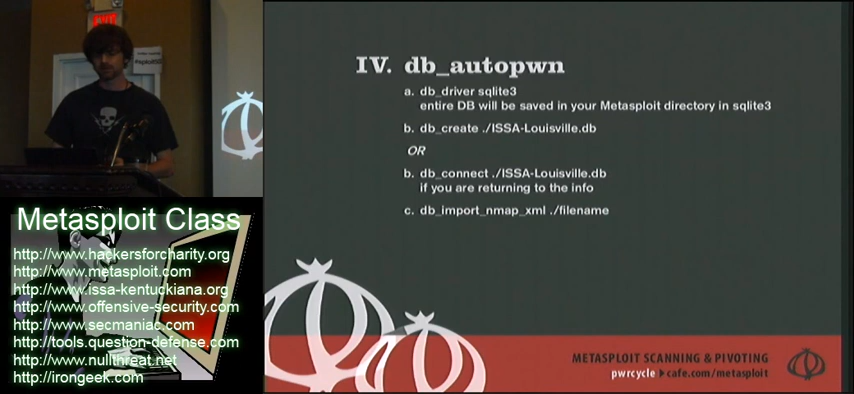 EXIT
IV. db_autopwn
a. db_driver sqlite3
entire DB will be saved in your Metasploit directory in sqlite3
b. db_create ./ISSA-Louisville.db
OR
b. db_connect ./ISSA-Louisville.db
if you are returning to the info
c. db_import_nmap_xml ./filename
METASPLOIT SCANNING & PIVOTING
pwrcycle cafe.com/metasploit
Metasploit Class
http://www.hackersforcharity.org
http://www.metasploit.com
http://www.issa-kentuckiana.org
http://www.offensive-security.com
http://www.secmaniac.com
http://tools.question-defense.com
http://www.nullthreat.net
http://irongeek.com